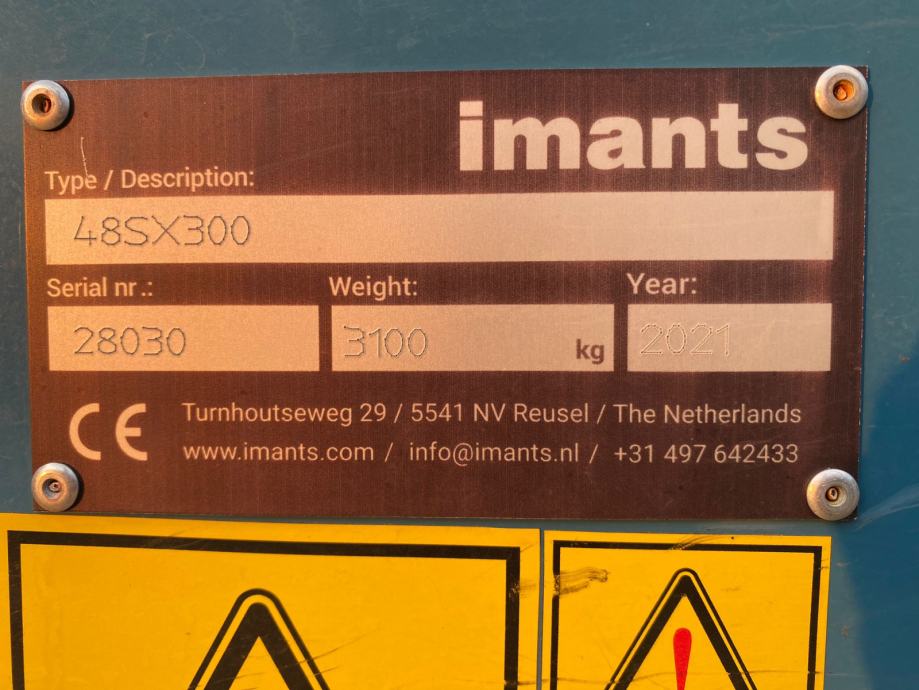 imants
Type / Description:
48SX300
Serial nr.: Weight: Year:
28030 3100 kg 2021
CE Turnhoutseweg 29 / 5541 NV Reusel / The Netherlands
www.imants.com / info@imants.nl / +31 497 642433